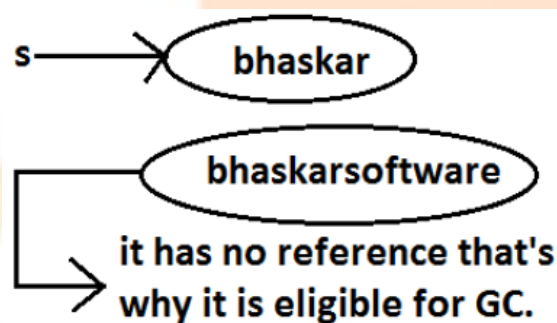 s
bhaskar
bhaskarsoftware
it has no reference that's
why it is eligible for GC.